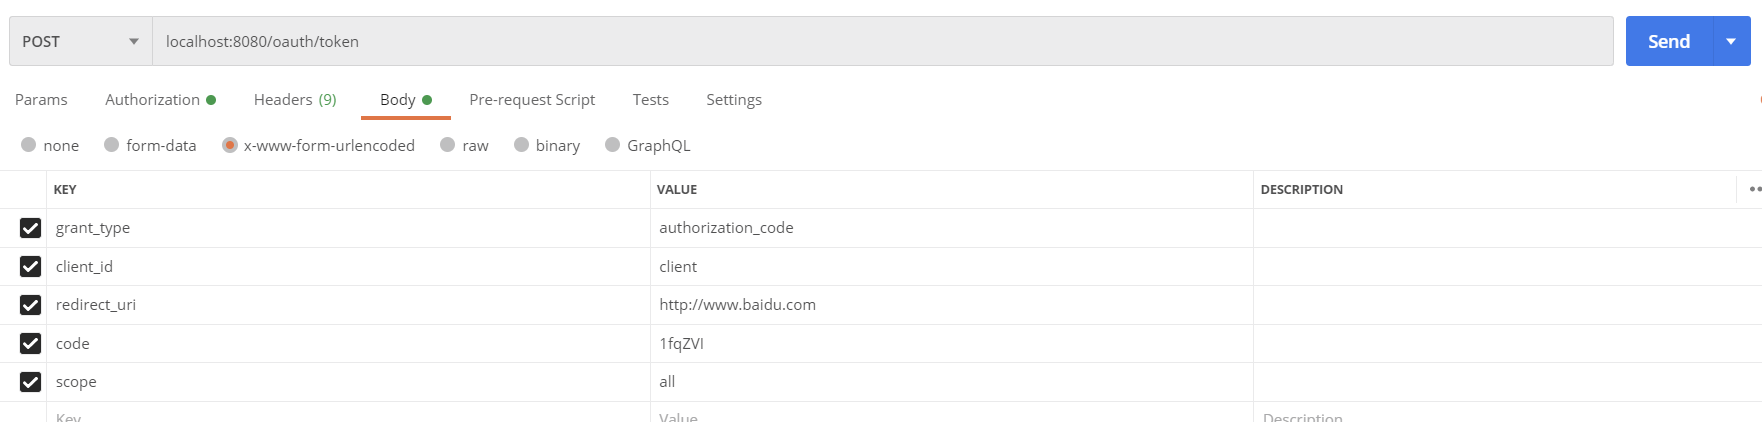 POST localhost:8080/oauth/token Send
Params Authorization Headers (9) Body Pre-request Script Tests Settings
none form-data x-www-form-urlencoded raw binary GraphQL
KEY VALUE DESCRIPTION
grant_type authorization_code
client_id client
redirect_uri http://www.baidu.com
code 1fqZVI
scope all
Key Value Description